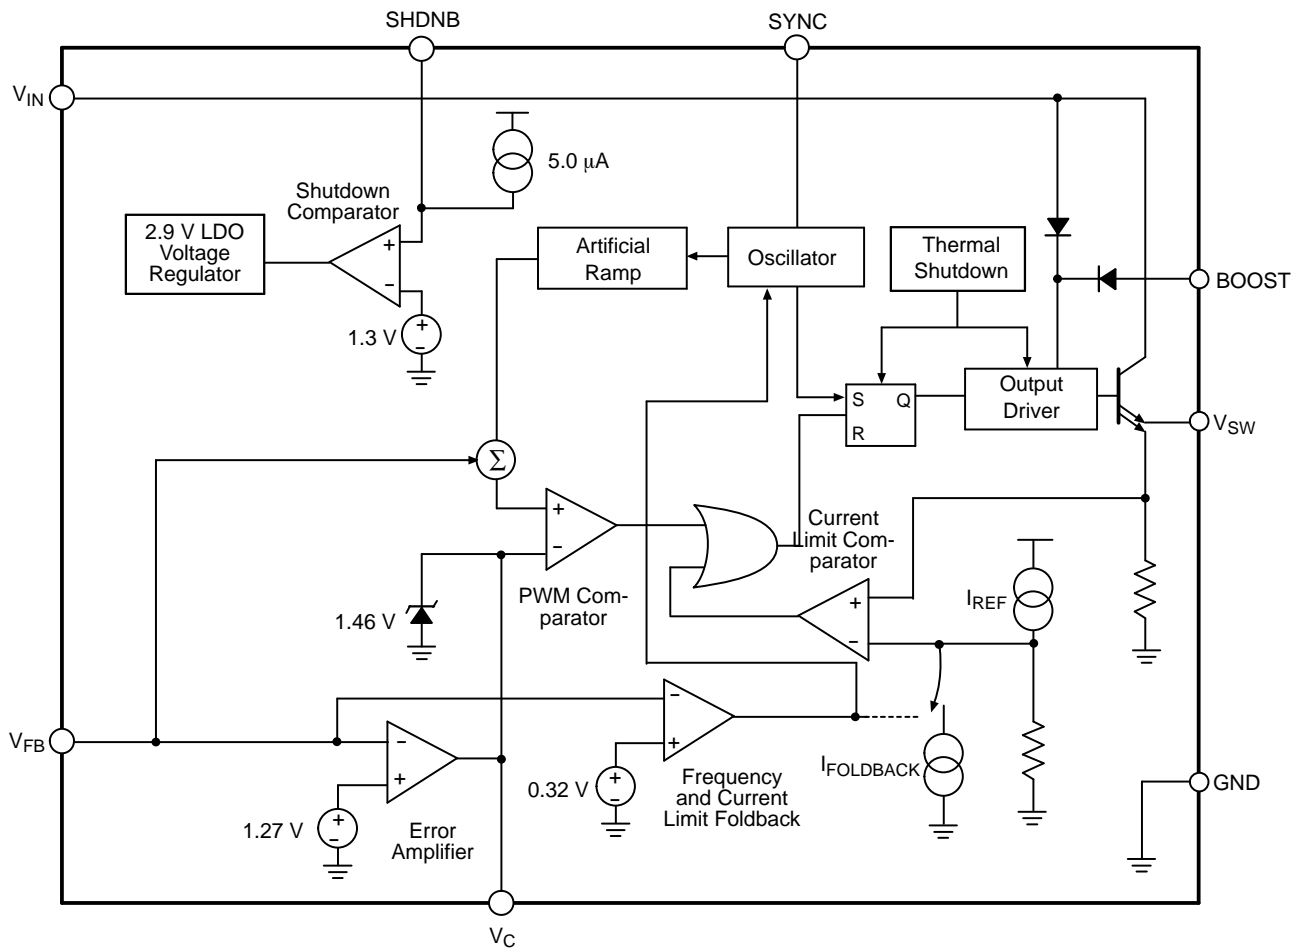 SHDNB
SYNC
V_IN
5.0 μA
Shutdown
Comparator
2.9 V LDO
Voltage
Regulator
+
−
1.3 V
+
−
Artificial
Ramp
Oscillator
Thermal
Shutdown
BOOST
S
Q
R
Output
Driver
V_SW
Σ
+
−
PWM Com-
parator
1.46 V
Current
Limit Com-
parator
+
−
I_REF
V_FB
−
+
Error
Amplifier
1.27 V
+
−
−
+
0.32 V
+
−
Frequency
and Current
Limit Foldback
I_FOLDBACK
GND
V_C